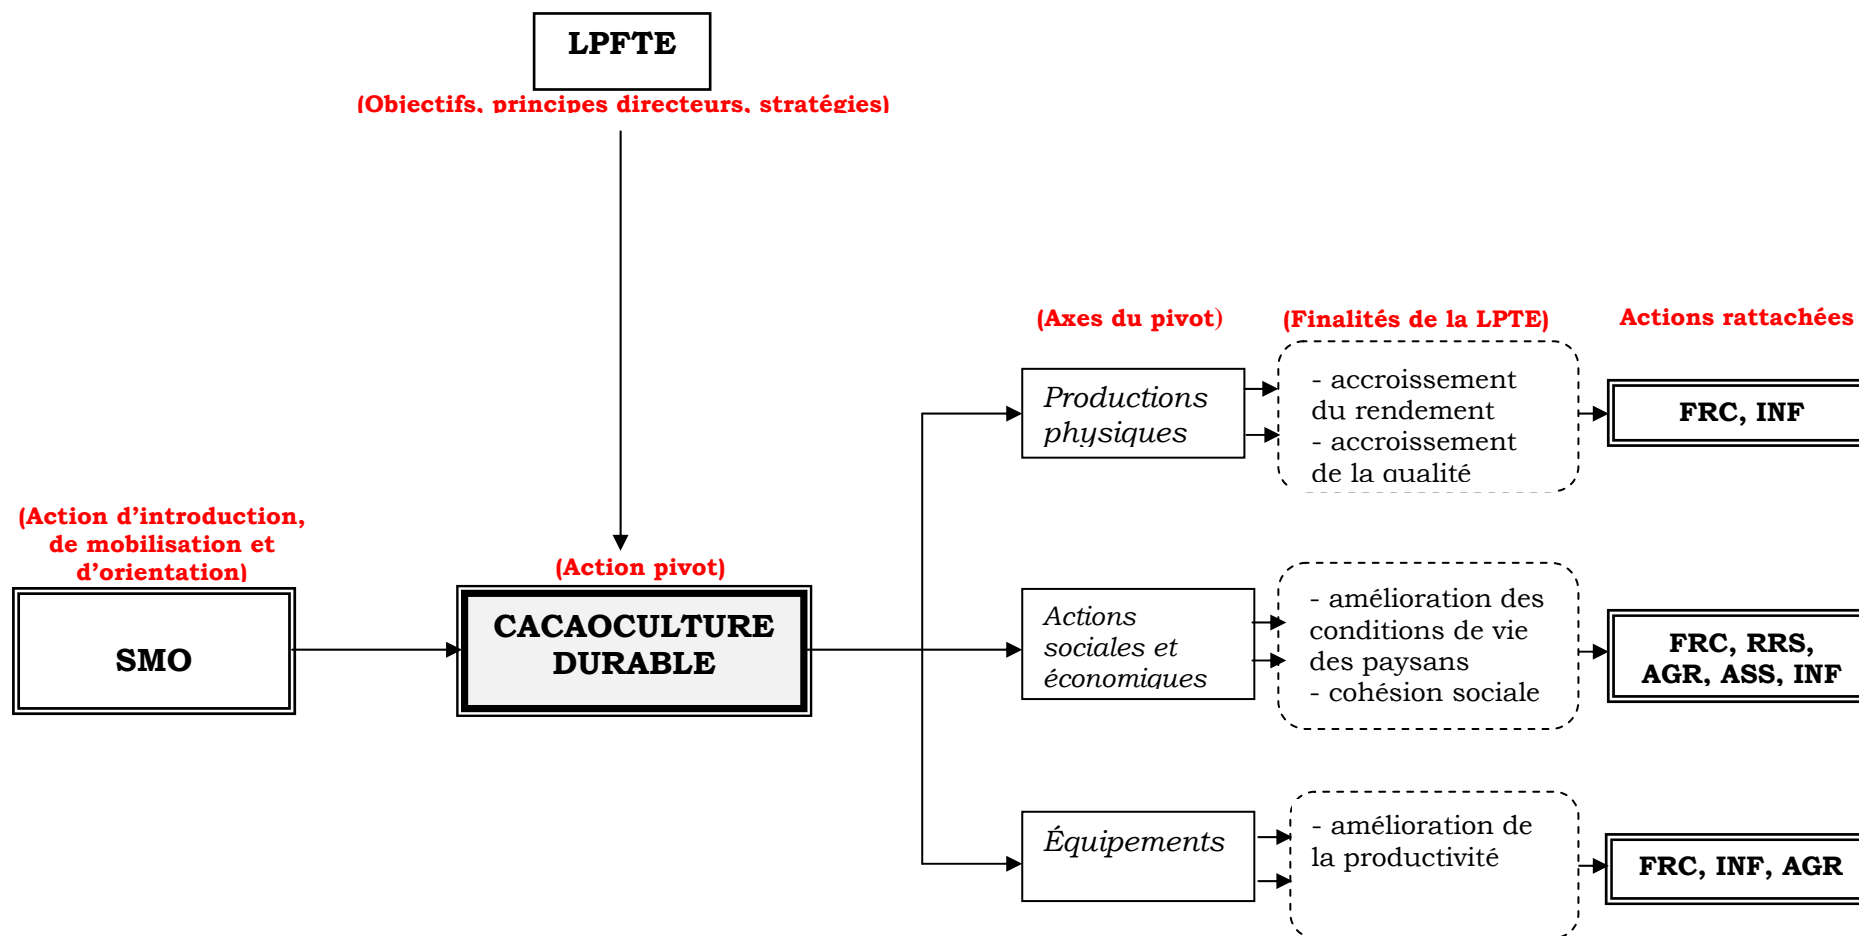 LPFTE
(Objectifs, principes directeurs, stratégies)
(Axes du pivot)
(Finalités de la LPTE)
Actions rattachées
Productions
physiques
- accroissement
du rendement
- accroissement
de la qualité
FRC, INF
(Action d’introduction,
de mobilisation et
d’orientation)
SMO
(Action pivot)
CACAOCULTURE
DURABLE
Actions
sociales et
économiques
- amélioration des
conditions de vie
des paysans
- cohésion sociale
FRC, RRS,
AGR, ASS, INF
Équipements
- amélioration de
la productivité
FRC, INF, AGR